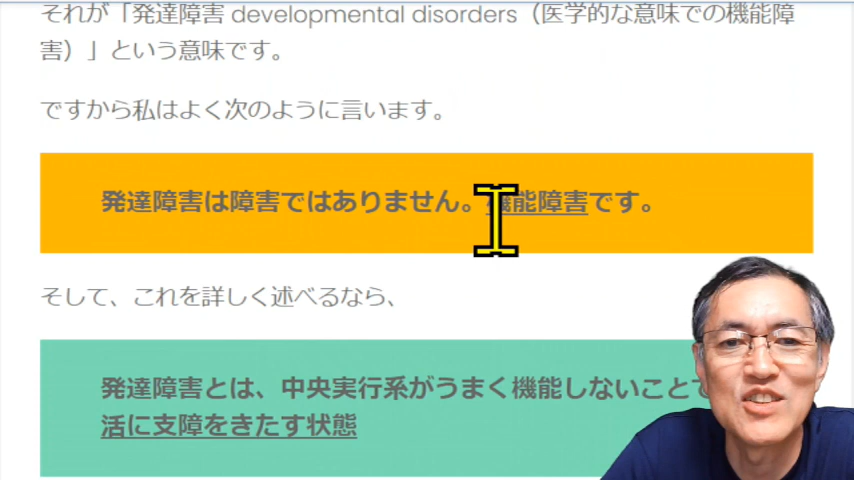 それが「発達障害 developmental disorders（医学的な意味での機能障
害）」という意味です。
ですから私はよく次のように言います。
発達障害は障害ではありません。機能障害です。
そして、これを詳しく述べるなら、
発達障害とは、中央実行系がうまく機能しないことで
活に支障をきたす状態